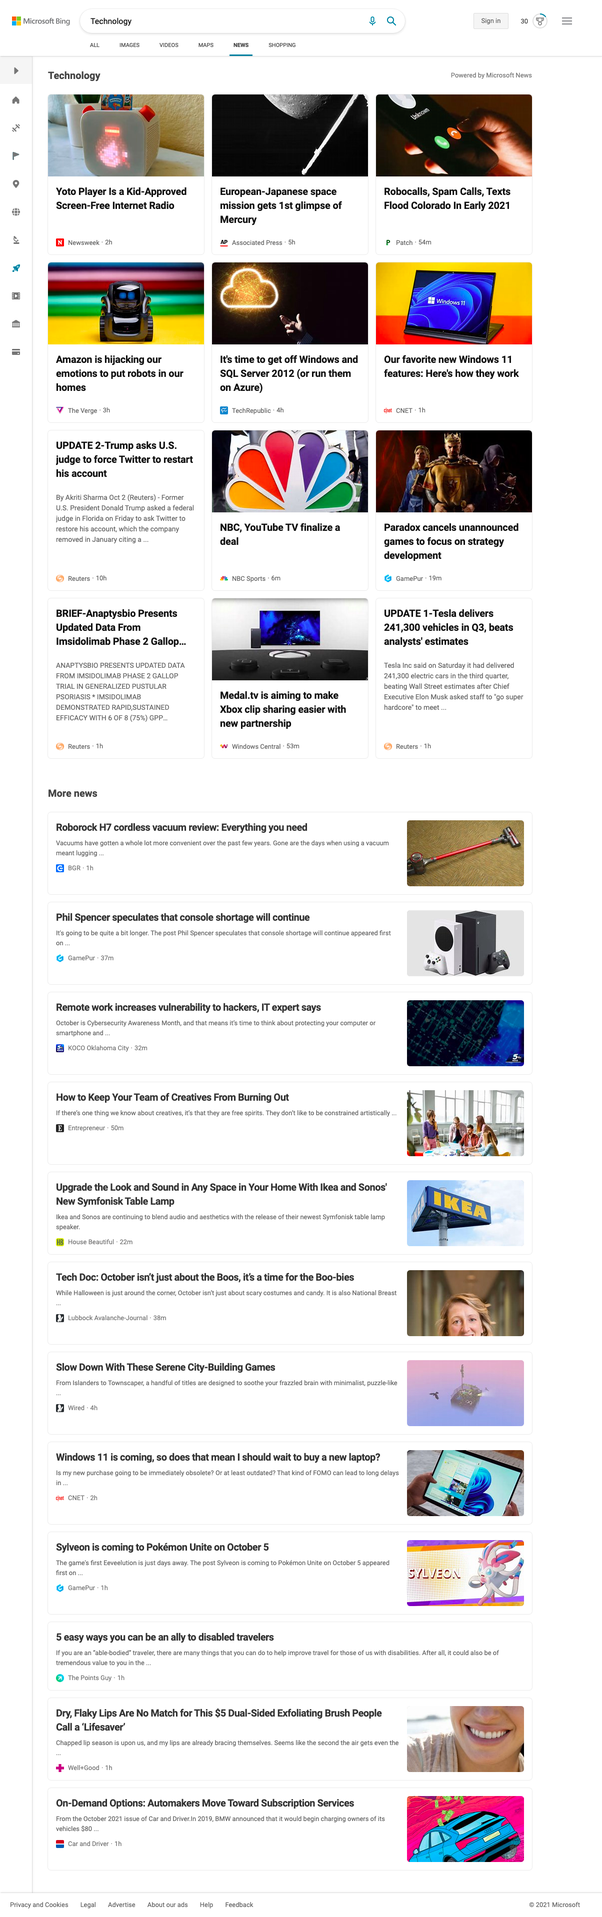 Microsoft Bing
Technology
Sign in
30
ALL
IMAGES
VIDEOS
MAPS
NEWS
SHOPPING
Technology
Powered by Microsoft News
Yoto Player Is a Kid-Approved
Screen-Free Internet Radio
Newsweek · 2h
European-Japanese space
mission gets 1st glimpse of
Mercury
AP
Associated Press · 5h
Unknown
Robocalls, Spam Calls, Texts
Flood Colorado In Early 2021
Patch · 54m
Amazon is hijacking our
emotions to put robots in our
homes
The Verge · 3h
It's time to get off Windows and
SQL Server 2012 (or run them
on Azure)
TechRepublic · 4h
Windows 11
Our favorite new Windows 11
features: Here's how they work
CNET · 1h
UPDATE 2-Trump asks U.S.
judge to force Twitter to restart
his account
By Akriti Sharma Oct 2 (Reuters) - Former
U.S. President Donald Trump asked a federal
judge in Florida on Friday to ask Twitter to
restore his account, which the company
removed in January citing a ...
Reuters · 10h
NBC, YouTube TV finalize a
deal
NBC Sports · 6m
Paradox cancels unannounced
games to focus on strategy
development
GamePur · 19m
BRIEF-Anaptysbio Presents
Updated Data From
Imsidolimab Phase 2 Gallop...
ANAPTYSBIO PRESENTS UPDATED DATA
FROM IMSIDOLIMAB PHASE 2 GALLOP
TRIAL IN GENERALIZED PUSTULAR
PSORIASIS * IMSIDOLIMAB
DEMONSTRATED RAPID,SUSTAINED
EFFICACY WITH 6 OF 8 (75%) GPP...
Reuters · 1h
Medal.tv is aiming to make
Xbox clip sharing easier with
new partnership
Windows Central · 53m
UPDATE 1-Tesla delivers
241,300 vehicles in Q3, beats
analysts' estimates
Tesla Inc said on Saturday it had delivered
241,300 electric cars in the third quarter,
beating Wall Street estimates after Chief
Executive Elon Musk asked staff to "go super
hardcore" to meet ...
Reuters · 1h
More news
Roborock H7 cordless vacuum review: Everything you need
Vacuums have gotten a whole lot more convenient over the past few years. Gone are the days when using a vacuum
meant lugging ...
BGR · 1h
Phil Spencer speculates that console shortage will continue
It's going to be quite a bit longer. The post Phil Spencer speculates that console shortage will continue appeared first
on ...
GamePur · 37m
Remote work increases vulnerability to hackers, IT expert says
October is Cybersecurity Awareness Month, and that means it's time to think about protecting your computer or
smartphone and ...
KOCO Oklahoma City · 32m
How to Keep Your Team of Creatives From Burning Out
If there's one thing we know about creatives, it's that they are free spirits. They don't like to be constrained artistically ...
Entrepreneur · 50m
Upgrade the Look and Sound in Any Space in Your Home With Ikea and Sonos'
New Symfonisk Table Lamp
Ikea and Sonos are continuing to blend audio and aesthetics with the release of their newest Symfonisk table lamp
speaker.
House Beautiful · 22m
IKEA
Tech Doc: October isn't just about the Boos, it's a time for the Boo-bies
While Halloween is just around the corner, October isn't just about scary costumes and candy. It is also National Breast
...
Lubbock Avalanche-Journal · 38m
Slow Down With These Serene City-Building Games
From Islanders to Townscaper, a handful of titles are designed to soothe your frazzled brain with minimalist, puzzle-like
...
Wired · 4h
Windows 11 is coming, so does that mean I should wait to buy a new laptop?
Is my new purchase going to be immediately obsolete? Or at least outdated? That kind of FOMO can lead to long delays
in ...
CNET · 2h
Sylveon is coming to Pokémon Unite on October 5
The game's first Eeveelution is just days away. The post Sylveon is coming to Pokémon Unite on October 5 appeared
first on ...
GamePur · 1h
SYLVEON
5 easy ways you can be an ally to disabled travelers
If you are an "able-bodied" traveler, there are many things that you can do to help improve travel for those of us with disabilities. After all, it could also be of
tremendous value to you in the ...
The Points Guy · 1h
Dry, Flaky Lips Are No Match for This $5 Dual-Sided Exfoliating Brush People
Call a 'Lifesaver'
Chapped lip season is upon us, and my lips are already bracing themselves. Seems like the second the air gets even the
...
Well+Good · 1h
On-Demand Options: Automakers Move Toward Subscription Services
From the October 2021 issue of Car and Driver.In 2019, BMW announced that it would begin charging owners of its
vehicles $80 ...
Car and Driver · 1h
Privacy and Cookies
Legal
Advertise
About our ads
Help
Feedback
© 2021 Microsoft